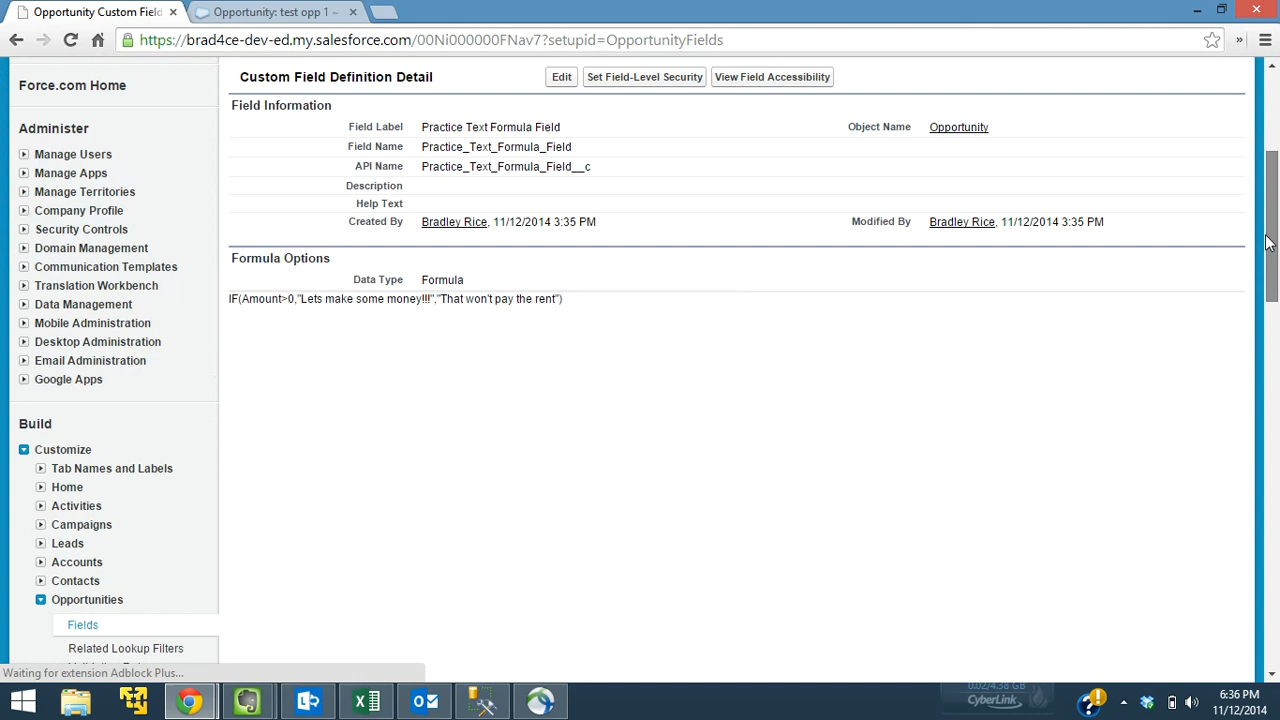 Opportunity Custom Field
Opportunity: test opp 1 ~
https://brad4ce-dev-ed.my.salesforce.com/00Ni000000FNav7?setupid=OpportunityFields
Force.com Home
Administer
Manage Users
Manage Apps
Manage Territories
Company Profile
Security Controls
Domain Management
Communication Templates
Translation Workbench
Data Management
Mobile Administration
Desktop Administration
Email Administration
Google Apps
Build
Customize
Tab Names and Labels
Home
Activities
Campaigns
Leads
Accounts
Contacts
Opportunities
Fields
Related Lookup Filters
Custom Field Definition Detail
Edit
Set Field-Level Security
View Field Accessibility
Field Information
Field Label Practice Text Formula Field
Object Name Opportunity
Field Name Practice_Text_Formula_Field
API Name Practice_Text_Formula_Field__c
Description
Help Text
Created By Bradley Rice, 11/12/2014 3:35 PM
Modified By Bradley Rice, 11/12/2014 3:35 PM
Formula Options
Data Type Formula
IF(Amount>0,"Lets make some money!!!","That won't pay the rent")
Waiting for extension Adblock Plus...
0.02/4.38 GB
CyberLink
6:36 PM
11/12/2014